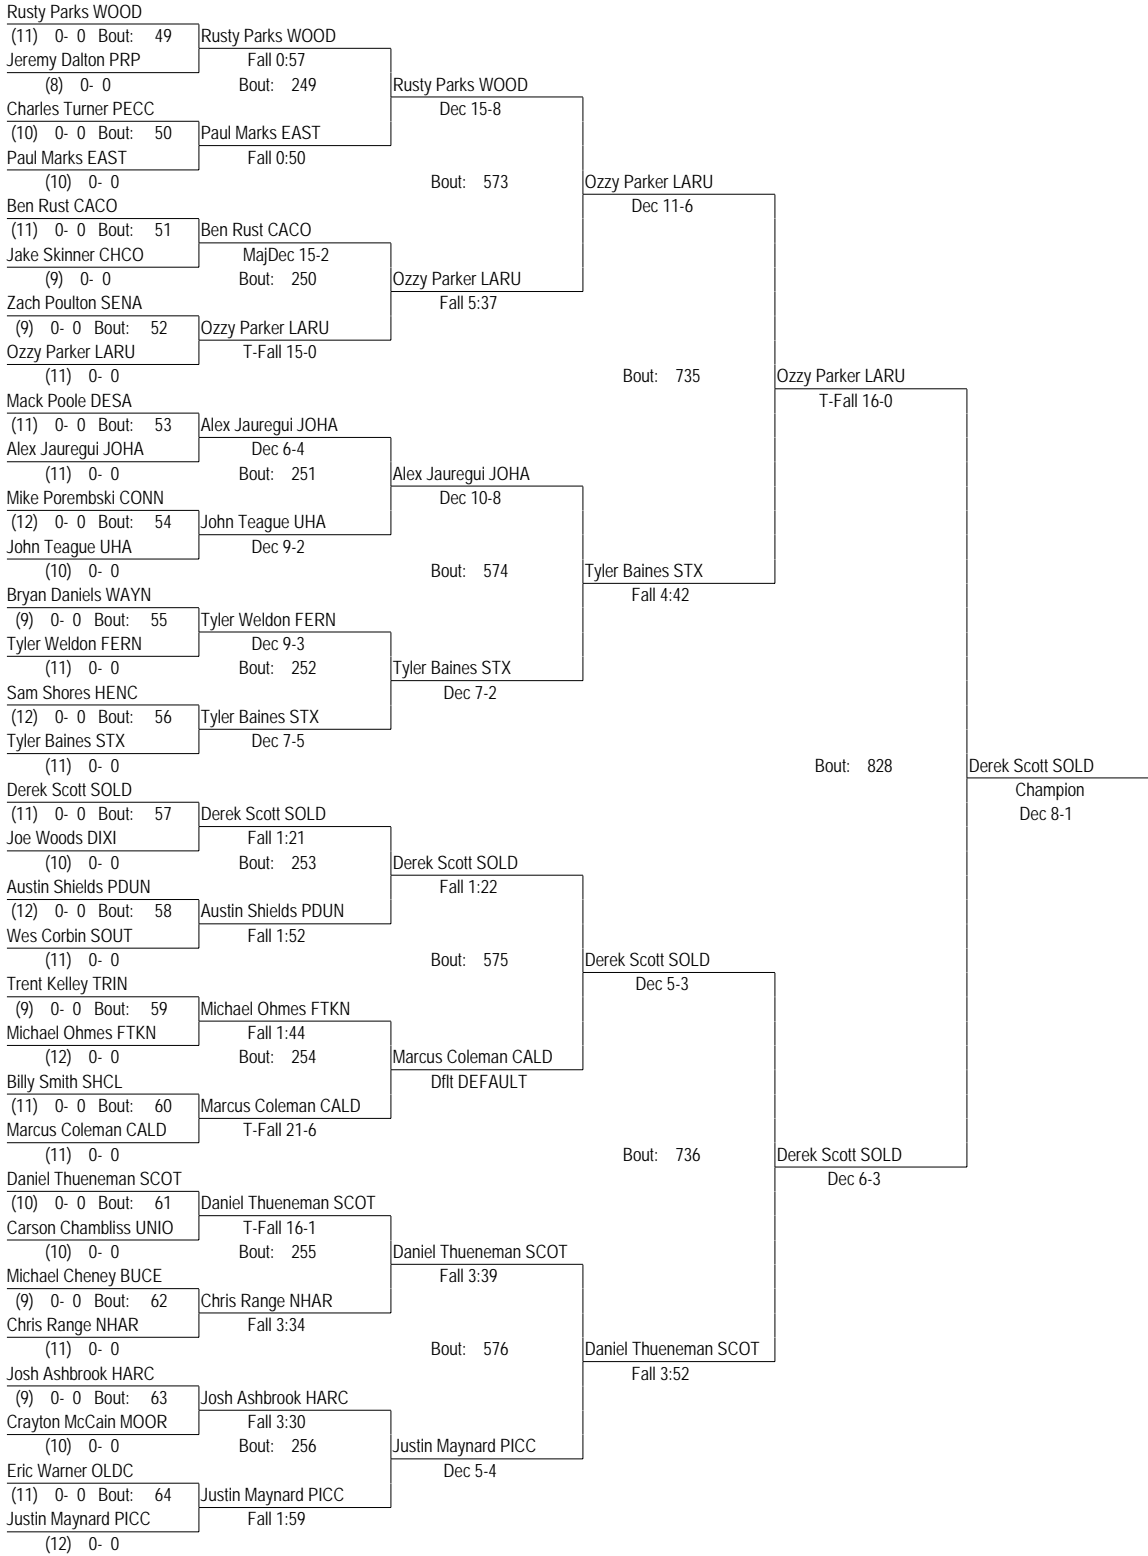 Rusty Parks WOOD
(11) 0- 0 Bout: 49 Rusty Parks WOOD
Jeremy Dalton PRP Fall 0:57
(8) 0- 0 Bout: 249 Rusty Parks WOOD
Charles Turner PECC Dec 15-8
(10) 0- 0 Bout: 50 Paul Marks EAST
Paul Marks EAST Fall 0:50
(10) 0- 0 Bout: 573 Ozzy Parker LARU
Ben Rust CACO Dec 11-6
(11) 0- 0 Bout: 51 Ben Rust CACO
Jake Skinner CHCO MajDec 15-2
(9) 0- 0 Bout: 250 Ozzy Parker LARU
Zach Poulton SENA Fall 5:37
(9) 0- 0 Bout: 52 Ozzy Parker LARU
Ozzy Parker LARU T-Fall 15-0
(11) 0- 0 Bout: 735 Ozzy Parker LARU
Mack Poole DESA T-Fall 16-0
(11) 0- 0 Bout: 53 Alex Jauregui JOHA
Alex Jauregui JOHA Dec 6-4
(11) 0- 0 Bout: 251 Alex Jauregui JOHA
Mike Porembski CONN Dec 10-8
(12) 0- 0 Bout: 54 John Teague UHA
John Teague UHA Dec 9-2
(10) 0- 0 Bout: 574 Tyler Baines STX
Bryan Daniels WAYN Fall 4:42
(9) 0- 0 Bout: 55 Tyler Weldon FERN
Tyler Weldon FERN Dec 9-3
(11) 0- 0 Bout: 252 Tyler Baines STX
Sam Shores HENC Dec 7-2
(12) 0- 0 Bout: 56 Tyler Baines STX
Tyler Baines STX Dec 7-5
(11) 0- 0 Bout: 828 Derek Scott SOLD
Derek Scott SOLD Champion
(11) 0- 0 Bout: 57 Derek Scott SOLD Dec 8-1
Joe Woods DIXI Fall 1:21
(10) 0- 0 Bout: 253 Derek Scott SOLD
Austin Shields PDUN Fall 1:22
(12) 0- 0 Bout: 58 Austin Shields PDUN
Wes Corbin SOUT Fall 1:52
(11) 0- 0 Bout: 575 Derek Scott SOLD
Trent Kelley TRIN Dec 5-3
(9) 0- 0 Bout: 59 Michael Ohmes FTKN
Michael Ohmes FTKN Fall 1:44
(12) 0- 0 Bout: 254 Marcus Coleman CALD
Billy Smith SHCL Dflt DEFAULT
(11) 0- 0 Bout: 60 Marcus Coleman CALD
Marcus Coleman CALD T-Fall 21-6
(11) 0- 0 Bout: 736 Derek Scott SOLD
Daniel Thueneman SCOT Dec 6-3
(10) 0- 0 Bout: 61 Daniel Thueneman SCOT
Carson Chambliss UNIO T-Fall 16-1
(10) 0- 0 Bout: 255 Daniel Thueneman SCOT
Michael Cheney BUCE Fall 3:39
(9) 0- 0 Bout: 62 Chris Range NHAR
Chris Range NHAR Fall 3:34
(11) 0- 0 Bout: 576 Daniel Thueneman SCOT
Josh Ashbrook HARC Fall 3:52
(9) 0- 0 Bout: 63 Josh Ashbrook HARC
Crayton McCain MOOR Fall 3:30
(10) 0- 0 Bout: 256 Justin Maynard PICC
Eric Warner OLDC Dec 5-4
(11) 0- 0 Bout: 64 Justin Maynard PICC
Justin Maynard PICC Fall 1:59
(12) 0- 0